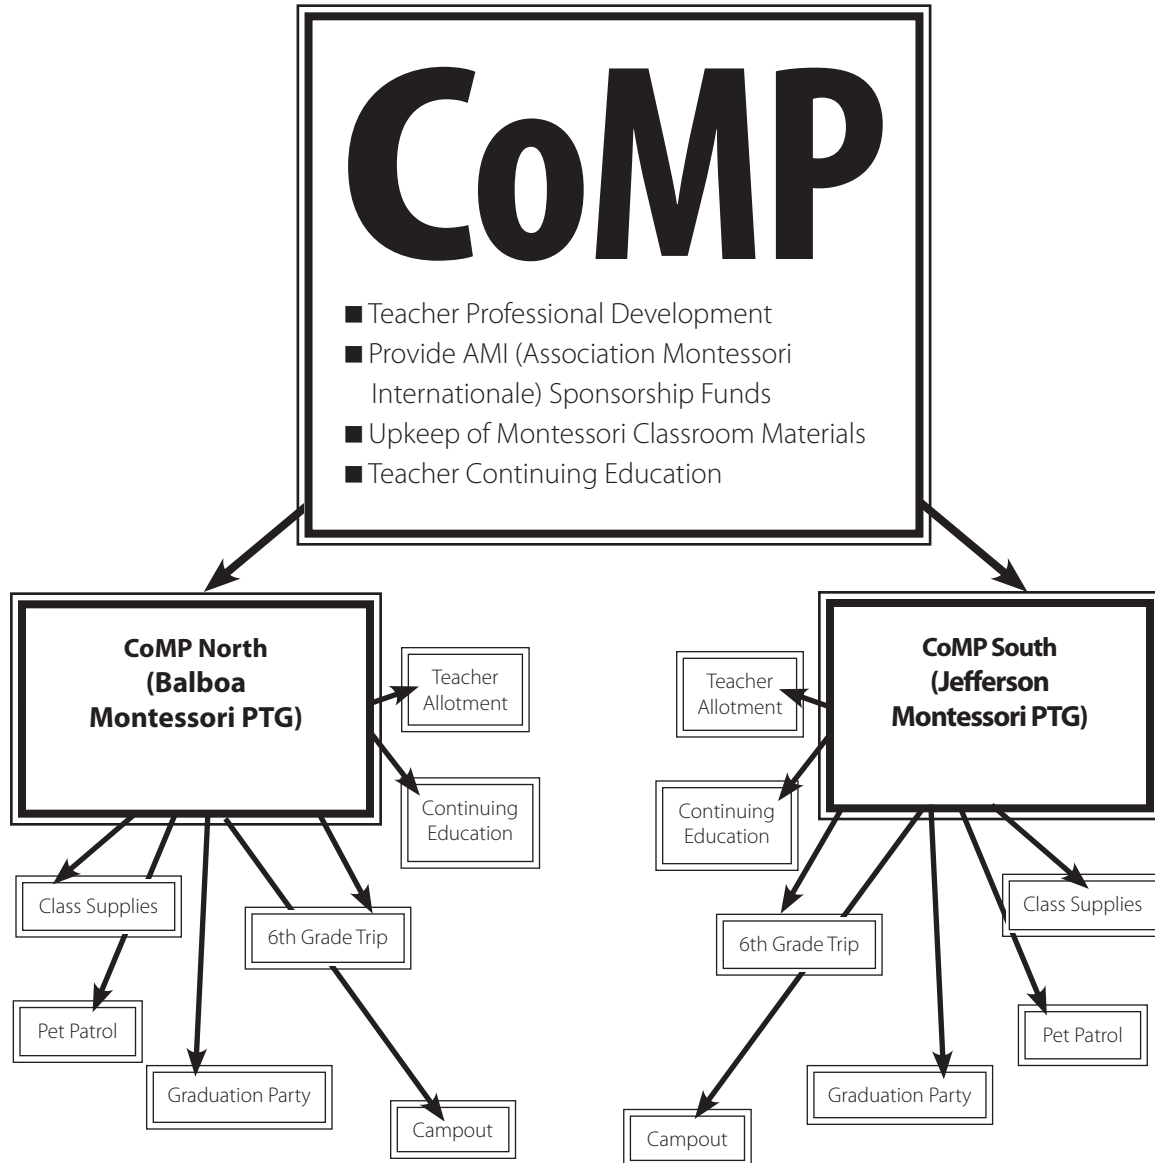 CoMP
■ Teacher Professional Development
■ Provide AMI (Association Montessori
Internationale) Sponsorship Funds
■ Upkeep of Montessori Classroom Materials
■ Teacher Continuing Education
CoMP North
(Balboa
Montessori PTG)
Teacher
Allotment
Continuing
Education
Class Supplies
6th Grade Trip
Pet Patrol
Graduation Party
Campout
CoMP South
(Jefferson
Montessori PTG)
Teacher
Allotment
Continuing
Education
Class Supplies
6th Grade Trip
Pet Patrol
Graduation Party
Campout